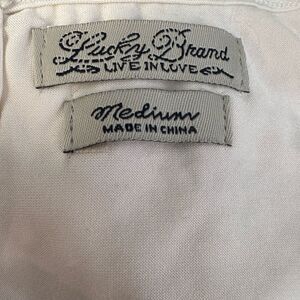 Lucky Brand
LIVE IN LOVE
Medium
MADE IN CHINA